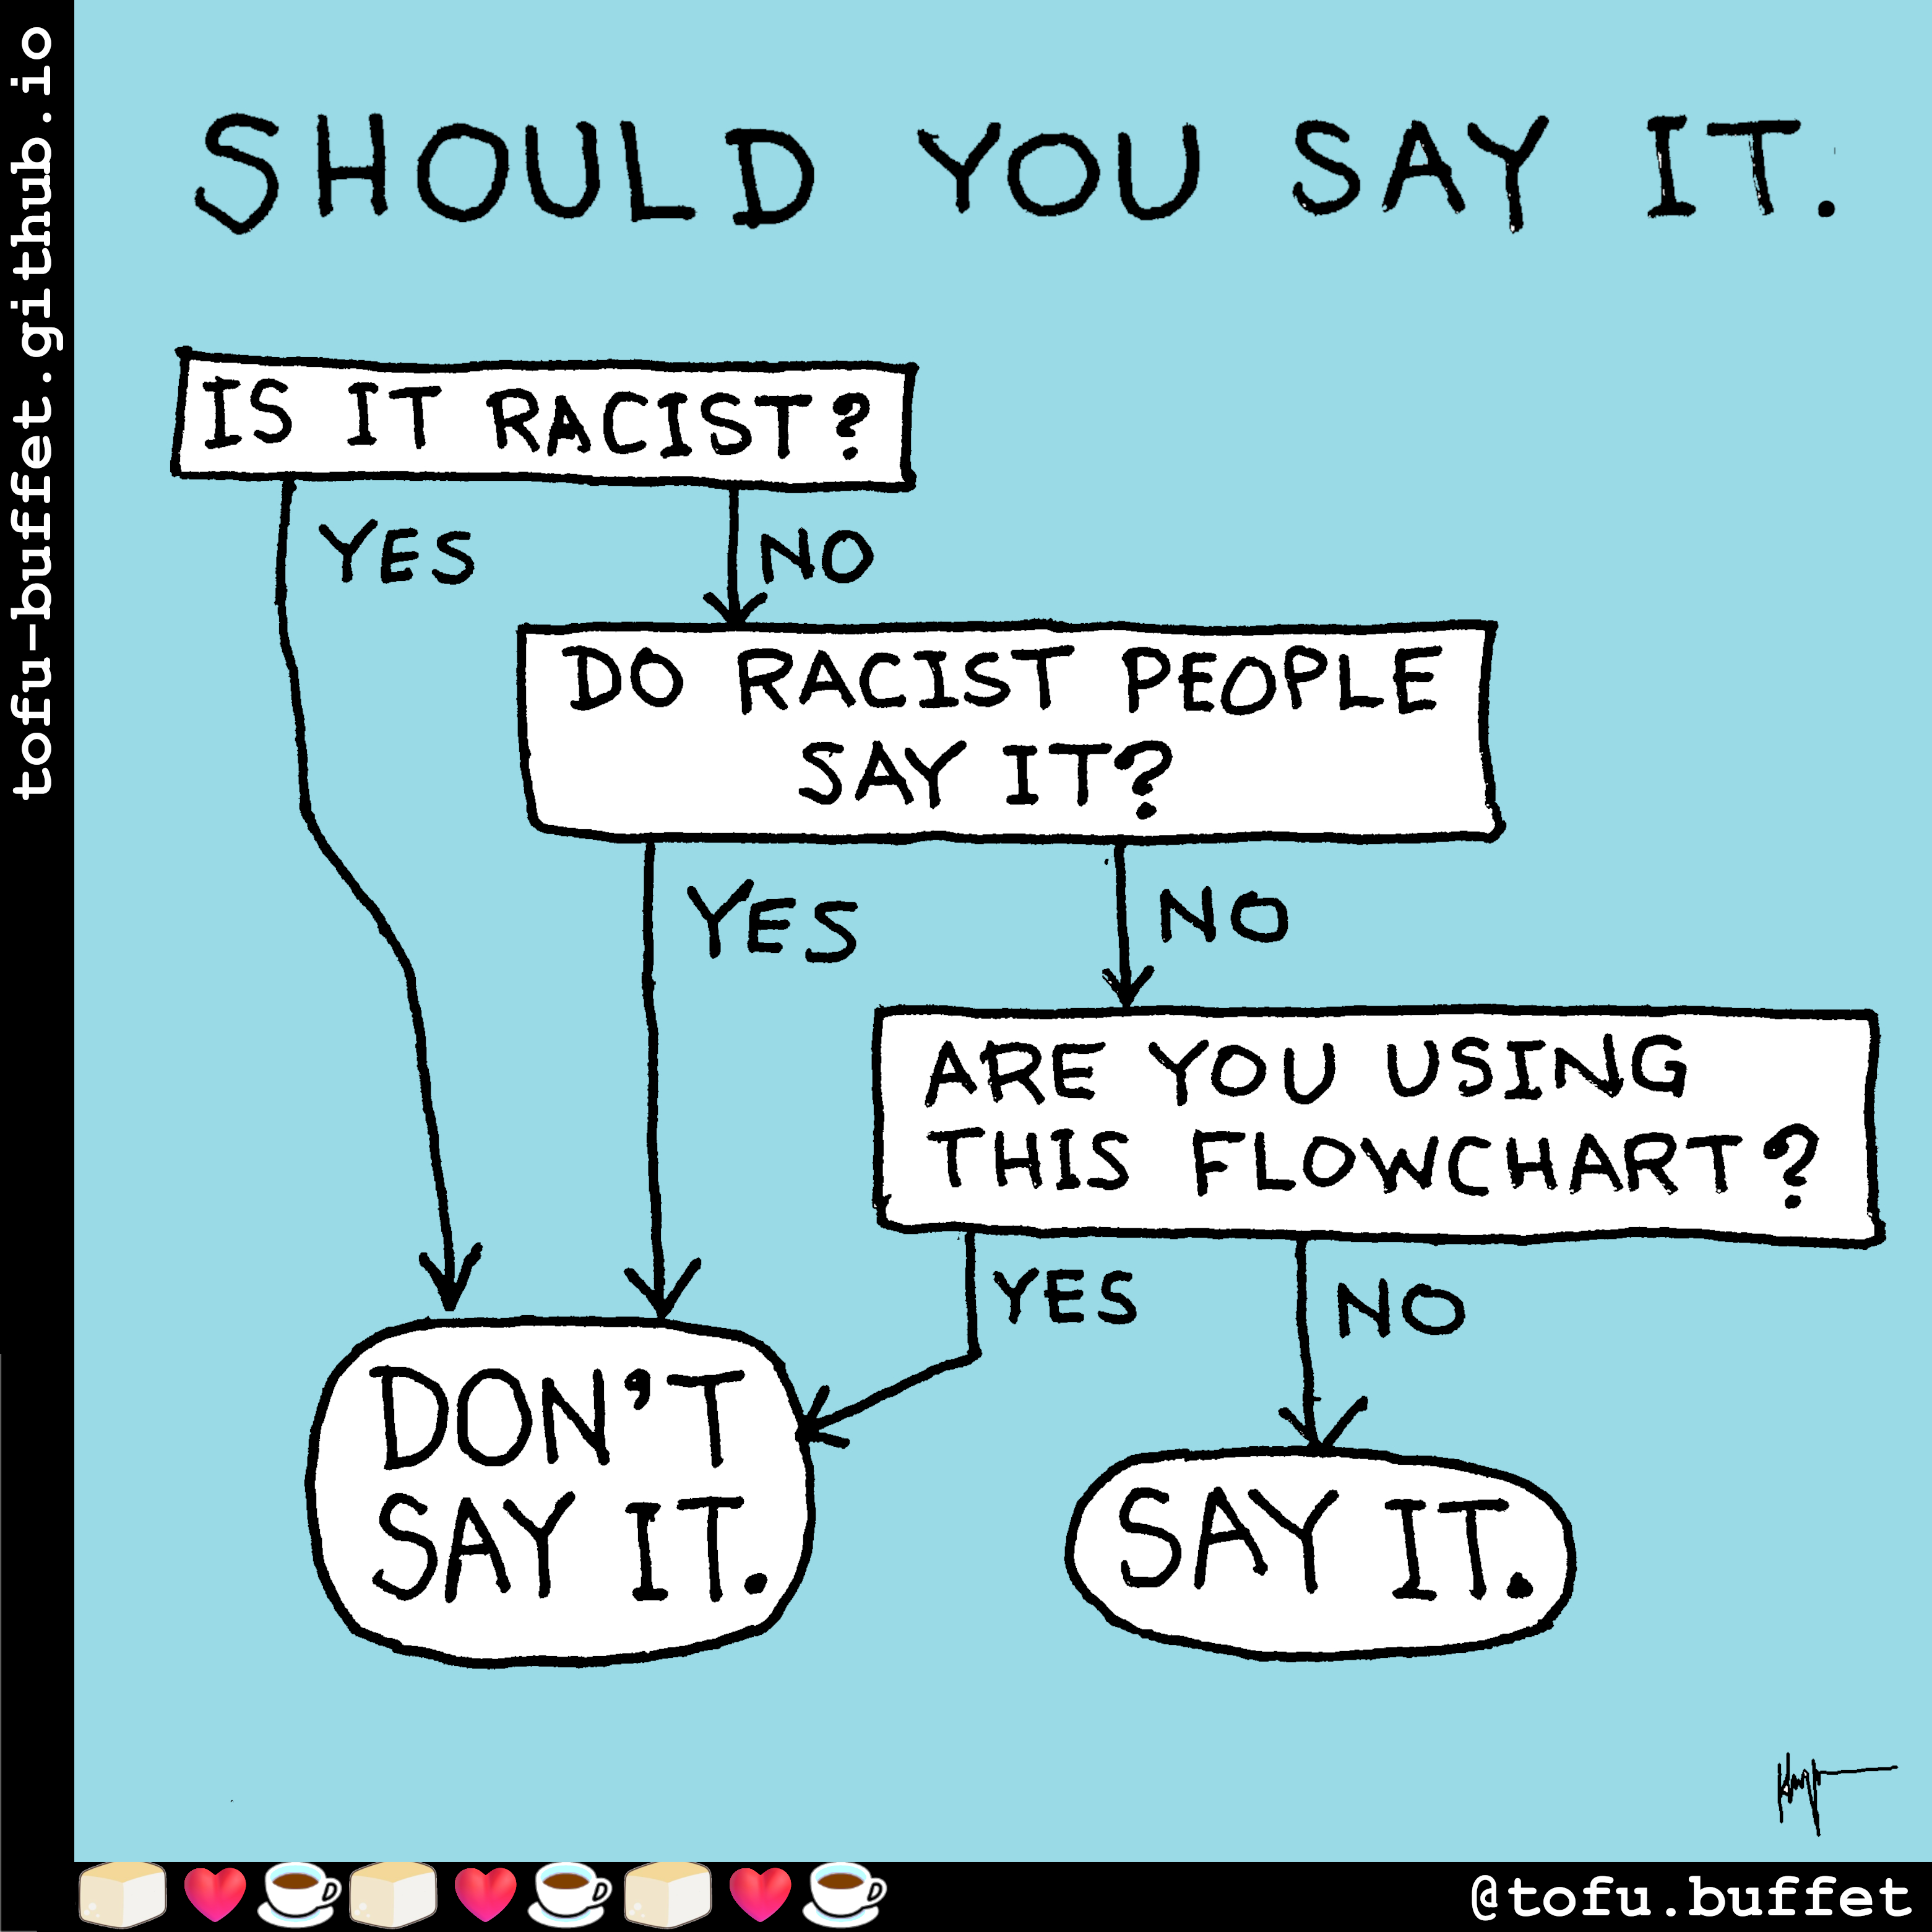 SHOULD YOU SAY IT.
IS IT RACIST?
YES
NO
DO RACIST PEOPLE
SAY IT?
YES
NO
ARE YOU USING
THIS FLOWCHART?
YES
NO
DON'T
SAY IT.
SAY IT.
tofu-buffet.github.io
@tofu.buffet